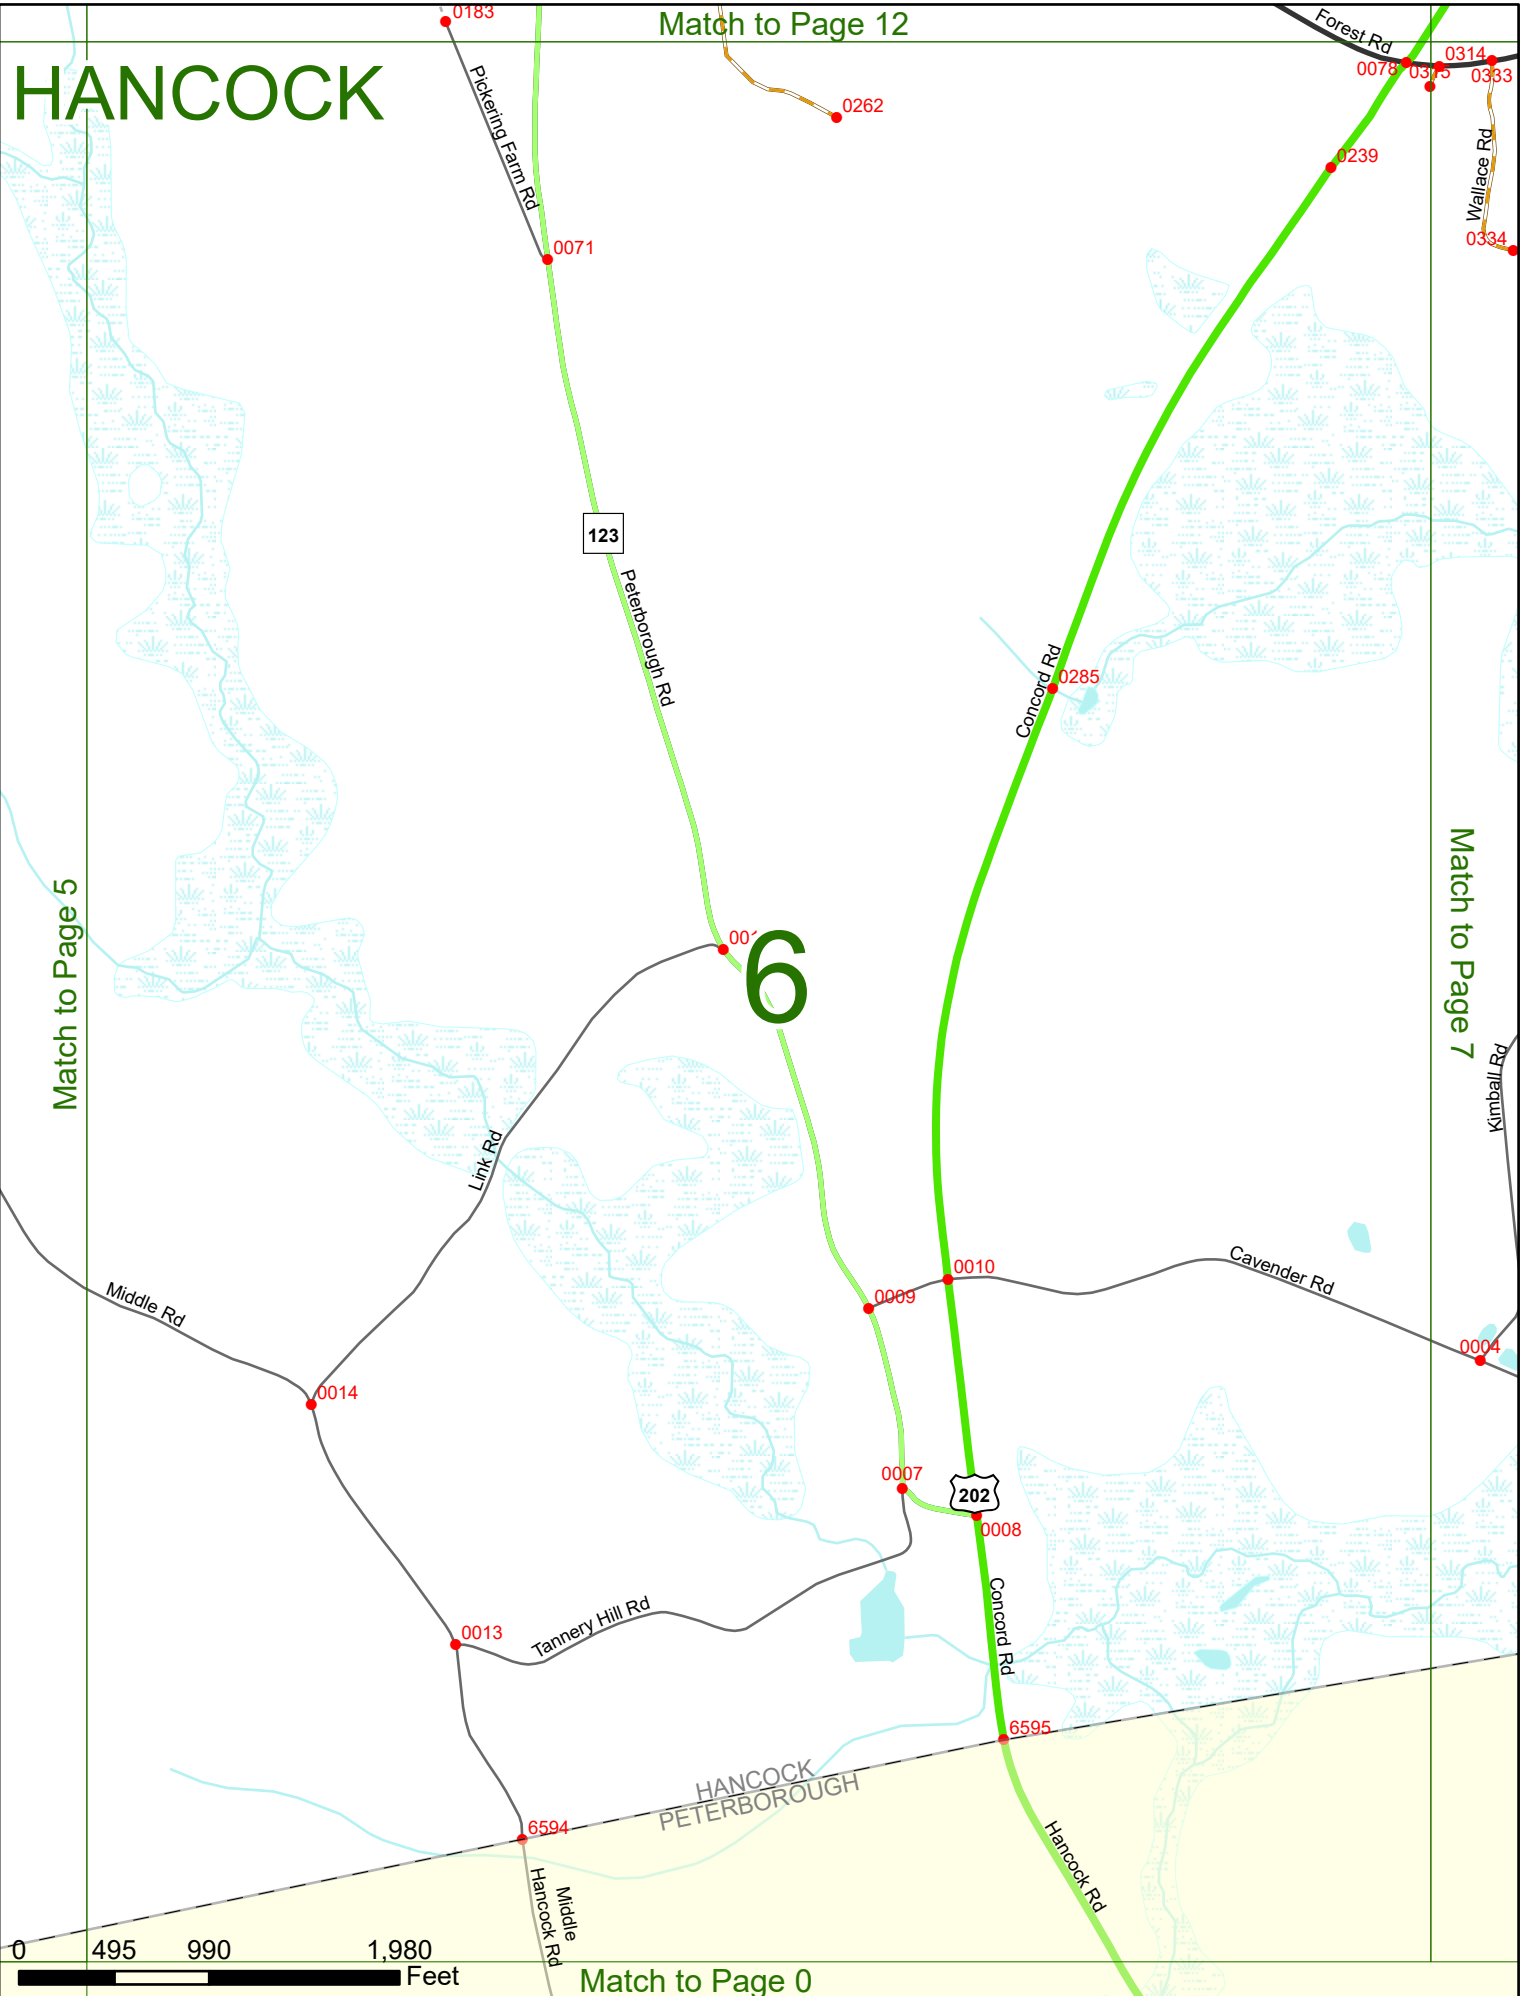 0183
Match to Page 12
Forest Rd
0314
0078
0333
HANCOCK
Pickering Farm Rd
0262
0239
Wallace Rd
0334
0071
123
Peterborough Rd
Concord Rd
0285
Match to Page 5
Match to Page 7
6
Kimball Rd
Link Rd
0010
Cavender Rd
0009
Middle Rd
0004
0014
0007
202
0008
Concord Rd
Tannery Hill Rd
0013
6595
HANCOCK
PETERBOROUGH
6594
Hancock Rd
Middle
Hancock Rd
0 495 990 1,980
Feet
Match to Page 0